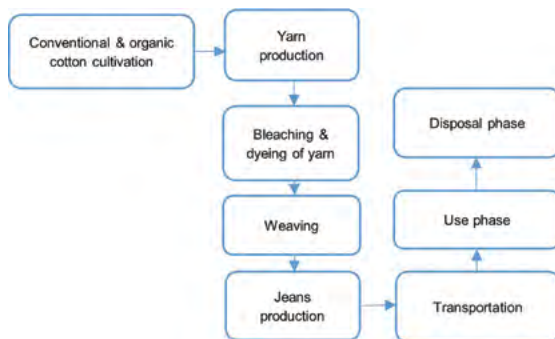 Conventional & organic
cotton cultivation
Yarn
production
Bleaching &
dyeing of yarn
Weaving
Jeans
production
Transportation
Use phase
Disposal phase